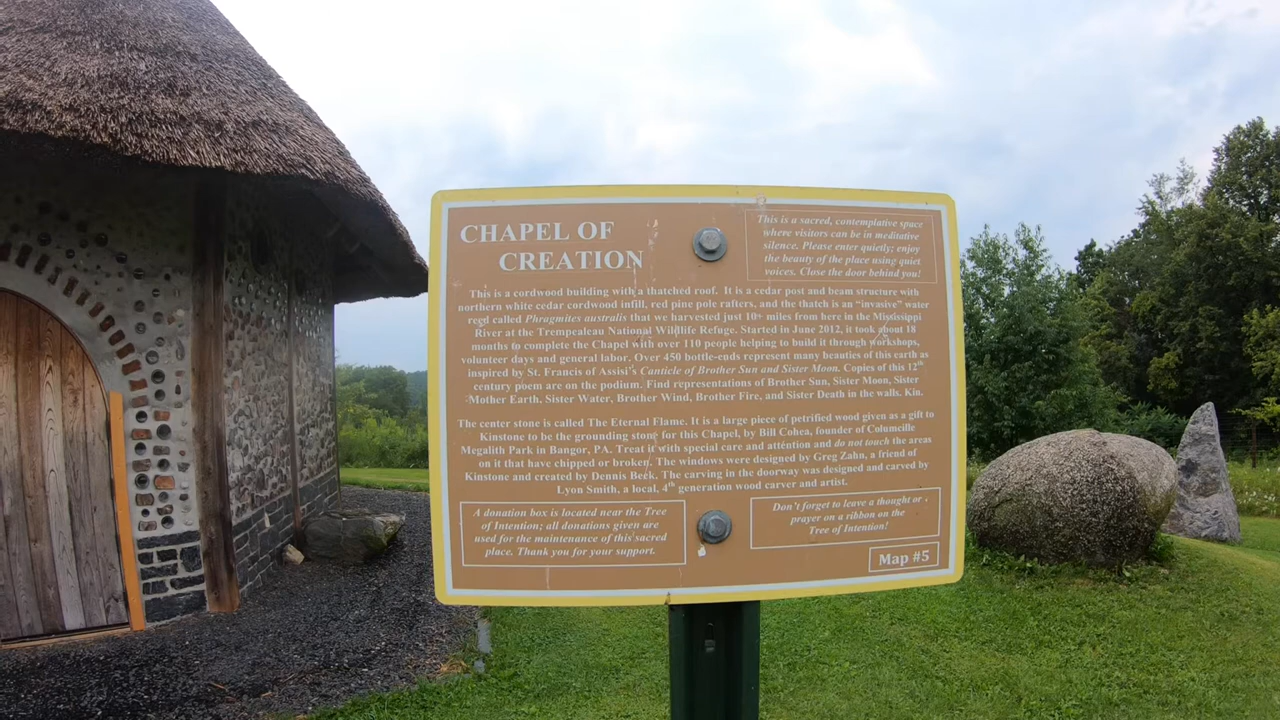 CHAPEL OF
CREATION
This is a sacred, contemplative space
where visitors can be in meditative
silence. Please enter quietly; enjoy
the beauty of the place using quiet
voices. Close the door behind you!
This is a cordwood building with a thatched roof. It is a cedar post and beam structure with
northern white cedar cordwood infill, red pine pole rafters, and the thatch is an "invasive" water
reed called Phragmites australis that we harvested just 10+ miles from here in the Mississippi
River at the Trempealeau National Wildlife Refuge. Started in June 2012, it took about 18
months to complete the Chapel with over 110 people helping to build it through workshops,
volunteer days and general labor. Over 450 bottle-ends represent many beauties of this earth as
inspired by St. Francis of Assisi's Canticle of Brother Sun and Sister Moon. Copies of this 12th
century poem are on the podium. Find representations of Brother Sun, Sister Moon, Sister
Mother Earth, Sister Water, Brother Wind, Brother Fire, and Sister Death in the walls. Kin.
The center stone is called The Eternal Flame. It is a large piece of petrified wood given as a gift to
Kinstone to be the grounding stone for this Chapel, by Bill Cohea, founder of Columcille
Megalith Park in Bangor, PA. Treat it with special care and attention and do not touch the areas
on it that have chipped or broken. The windows were designed by Greg Zahn, a friend of
Kinstone and created by Dennis Beek. The carving in the doorway was designed and carved by
Lyon Smith, a local, 4th generation wood carver and artist.
A donation box is located near the Tree
of Intention; all donations given are
used for the maintenance of this sacred
place. Thank you for your support.
Don't forget to leave a thought or
prayer on a ribbon on the
Tree of Intention!
Map #5